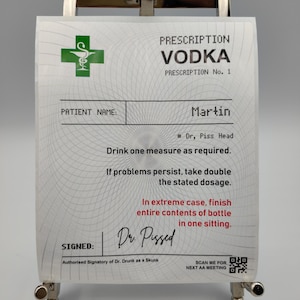 PRESCRIPTION
VODKA
PRESCRIPTION No. 1
PATIENT NAME: Martin
* Dr, Piss Head
Drink one measure as required.
If problems persist, take double
the stated dosage.
In extreme case, finish
entire contents of bottle
in one sitting.
SIGNED: Dr Pissed
Authorised Signatory of Dr. Drunk as a Skunk
SCAN ME FOR
NEXT AA MEETING